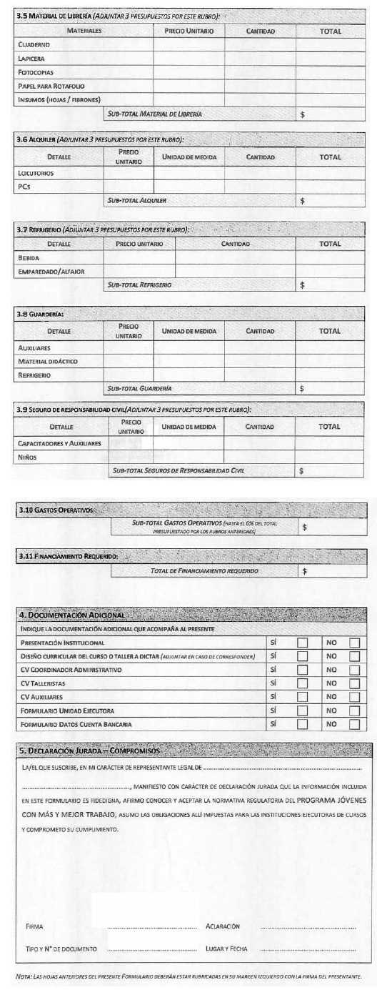 3.5 MATERIAL DE LIBRERÍA (ADJUNTAR 3 PRESUPUESTOS POR ESTE RUBRO):
MATERIALES PRECIO UNITARIO CANTIDAD TOTAL
CUADERNO
LAPICERA
FOTOCOPIAS
PAPEL PARA ROTAFOLIO
INSUMOS (HOJAS / FIBRONES)
SUB-TOTAL MATERIAL DE LIBRERÍA $
3.6 ALQUILER (ADJUNTAR 3 PRESUPUESTOS POR ESTE RUBRO):
DETALLE PRECIO UNITARIO UNIDAD DE MEDIDA CANTIDAD TOTAL
LOCUTORIOS
PCS
SUB-TOTAL ALQUILER $
3.7 REFRIGERIO (ADJUNTAR 3 PRESUPUESTOS POR ESTE RUBRO):
DETALLE PRECIO UNITARIO CANTIDAD TOTAL
BEBIDA
EMPAREDADO/ALFAJOR
SUB-TOTAL REFRIGERIO $
3.8 GUARDERÍA:
DETALLE PRECIO UNITARIO UNIDAD DE MEDIDA CANTIDAD TOTAL
AUXILIARES
MATERIAL DIDÁCTICO
REFRIGERIO
SUB-TOTAL GUARDERÍA $
3.9 SEGURO DE RESPONSABILIDAD CIVIL(ADJUNTAR 3 PRESUPUESTOS POR ESTE RUBRO):
DETALLE PRECIO UNITARIO UNIDAD DE MEDIDA CANTIDAD TOTAL
CAPACITADORES Y AUXILIARES
NIÑOS
SUB-TOTAL SEGUROS DE RESPONSABILIDAD CIVIL $
3.10 GASTOS OPERATIVOS:
SUB-TOTAL GASTOS OPERATIVOS (HASTA EL 6% DEL TOTAL
PRESUPUESTADO POR LOS RUBROS ANTERIORES) $
3.11 FINANCIAMIENTO REQUERIDO:
TOTAL DE FINANCIAMIENTO REQUERIDO $
4. DOCUMENTACIÓN ADICIONAL
INDIQUE LA DOCUMENTACIÓN ADICIONAL QUE ACOMPAÑA AL PRESENTE
PRESENTACIÓN INSTITUCIONAL SÍ NO
DISEÑO CURRICULAR DEL CURSO O TALLER A DICTAR (ADJUNTAR EN CASO DE CORRESPONDER) SÍ NO
CV COORDINADOR ADMINISTRATIVO SÍ NO
CV TALLERISTAS SÍ NO
CV AUXILIARES SÍ NO
FORMULARIO UNIDAD EJECUTORA SÍ NO
FORMULARIO DATOS CUENTA BANCARIA SÍ NO
5. DECLARACIÓN JURADA – COMPROMISOS
LA/EL QUE SUSCRIBE, EN MI CARÁCTER DE REPRESENTANTE LEGAL DE ........................................
........................................, MANIFIESTO CON CARÁCTER DE DECLARACIÓN JURADA QUE LA INFORMACIÓN INCLUIDA
EN ESTE FORMULARIO ES FIDEDIGNA, AFIRMO CONOCER Y ACEPTAR LA NORMATIVA REGULATORIA DEL PROGRAMA JÓVENES
CON MÁS Y MEJOR TRABAJO, ASUMO LAS OBLIGACIONES ALLÍ IMPUESTAS PARA LAS INSTITUCIONES EJECUTORAS DE CURSOS
Y COMPROMETO SU CUMPLIMIENTO.
FIRMA ........................................ ACLARACIÓN ........................................
TIPO Y N° DE DOCUMENTO ........................................ LUGAR Y FECHA ........................................
NOTA: LAS HOJAS ANTERIORES DEL PRESENTE FORMULARIO DEBERÁN ESTAR RUBRICADAS EN SU MARGEN IZQUIERDO CON LA FIRMA DEL PRESENTANTE.